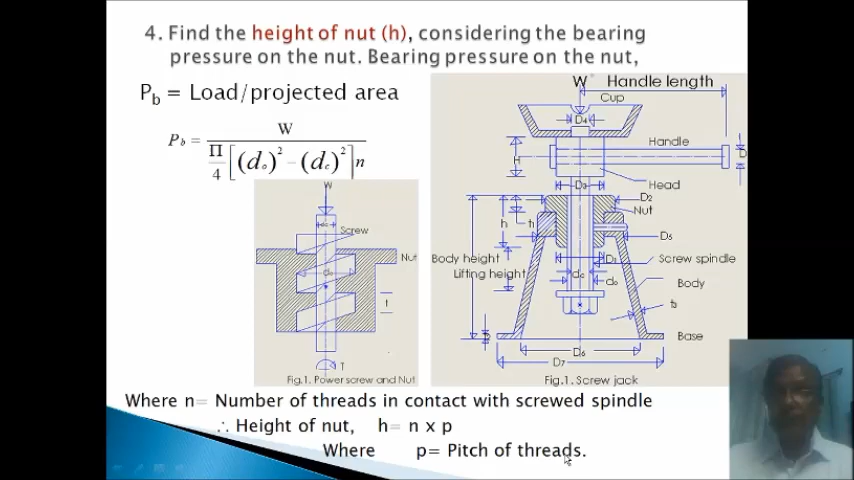 4. Find the height of nut (h), considering the bearing
pressure on the nut. Bearing pressure on the nut,
Pb = Load/projected area
Pb = W
Π/4 [(do)² – (dc)²] n
W
dc
Screw
Nut
do
t
T
Fig.1. Power screw and Nut
W
Handle length
Cup
D4
Handle
H
D
Head
D3
D2
Nut
h
t1
D5
Body height
D1
Screw spindle
Lifting height
dc
do
Body
t3
Base
D6
D7
Fig.1. Screw jack
Where n= Number of threads in contact with screwed spindle
∴ Height of nut, h= n x p
Where p= Pitch of threads.